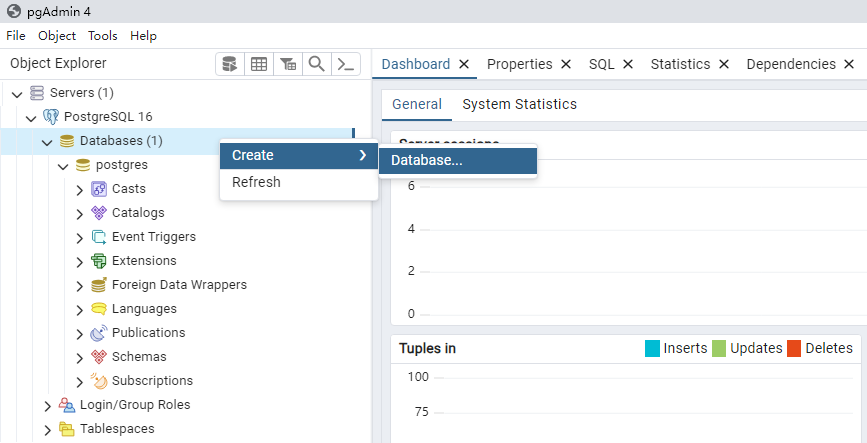 pgAdmin 4
File Object Tools Help
Object Explorer
Dashboard Properties SQL Statistics Dependencies
General System Statistics
Servers (1)
PostgreSQL 16
Databases (1)
postgres
Casts
Catalogs
Event Triggers
Extensions
Foreign Data Wrappers
Languages
Publications
Schemas
Subscriptions
Login/Group Roles
Tablespaces
Create
Refresh
Database...
6
4
2
0
Tuples in
Inserts Updates Deletes
100
75